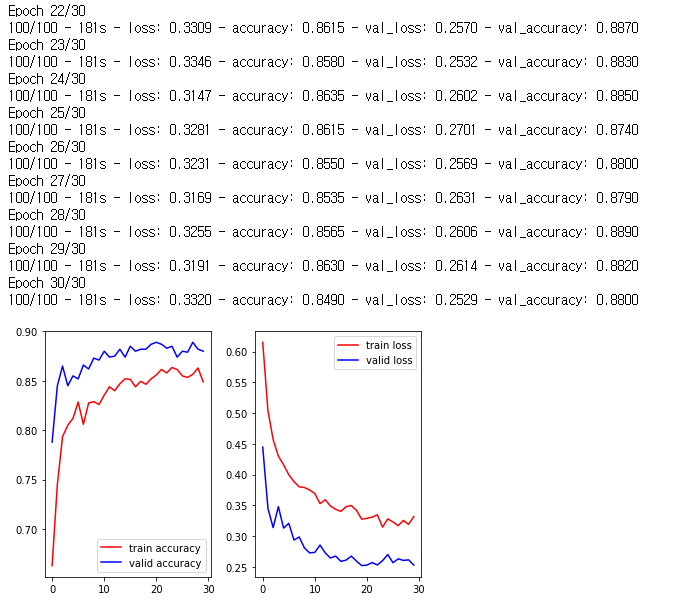 Epoch 22/30
100/100 - 181s - loss: 0.3309 - accuracy: 0.8615 - val_loss: 0.2570 - val_accuracy: 0.8870
Epoch 23/30
100/100 - 181s - loss: 0.3346 - accuracy: 0.8580 - val_loss: 0.2532 - val_accuracy: 0.8830
Epoch 24/30
100/100 - 181s - loss: 0.3147 - accuracy: 0.8635 - val_loss: 0.2602 - val_accuracy: 0.8850
Epoch 25/30
100/100 - 181s - loss: 0.3281 - accuracy: 0.8615 - val_loss: 0.2701 - val_accuracy: 0.8740
Epoch 26/30
100/100 - 181s - loss: 0.3231 - accuracy: 0.8550 - val_loss: 0.2569 - val_accuracy: 0.8800
Epoch 27/30
100/100 - 181s - loss: 0.3169 - accuracy: 0.8535 - val_loss: 0.2631 - val_accuracy: 0.8790
Epoch 28/30
100/100 - 181s - loss: 0.3255 - accuracy: 0.8565 - val_loss: 0.2606 - val_accuracy: 0.8890
Epoch 29/30
100/100 - 181s - loss: 0.3191 - accuracy: 0.8630 - val_loss: 0.2614 - val_accuracy: 0.8820
Epoch 30/30
100/100 - 181s - loss: 0.3320 - accuracy: 0.8490 - val_loss: 0.2529 - val_accuracy: 0.8800
0.90
0.85
0.80
0.75
0.70
train accuracy
valid accuracy
0 10 20 30
train loss
valid loss
0.60
0.55
0.50
0.45
0.40
0.35
0.30
0.25
0 10 20 30